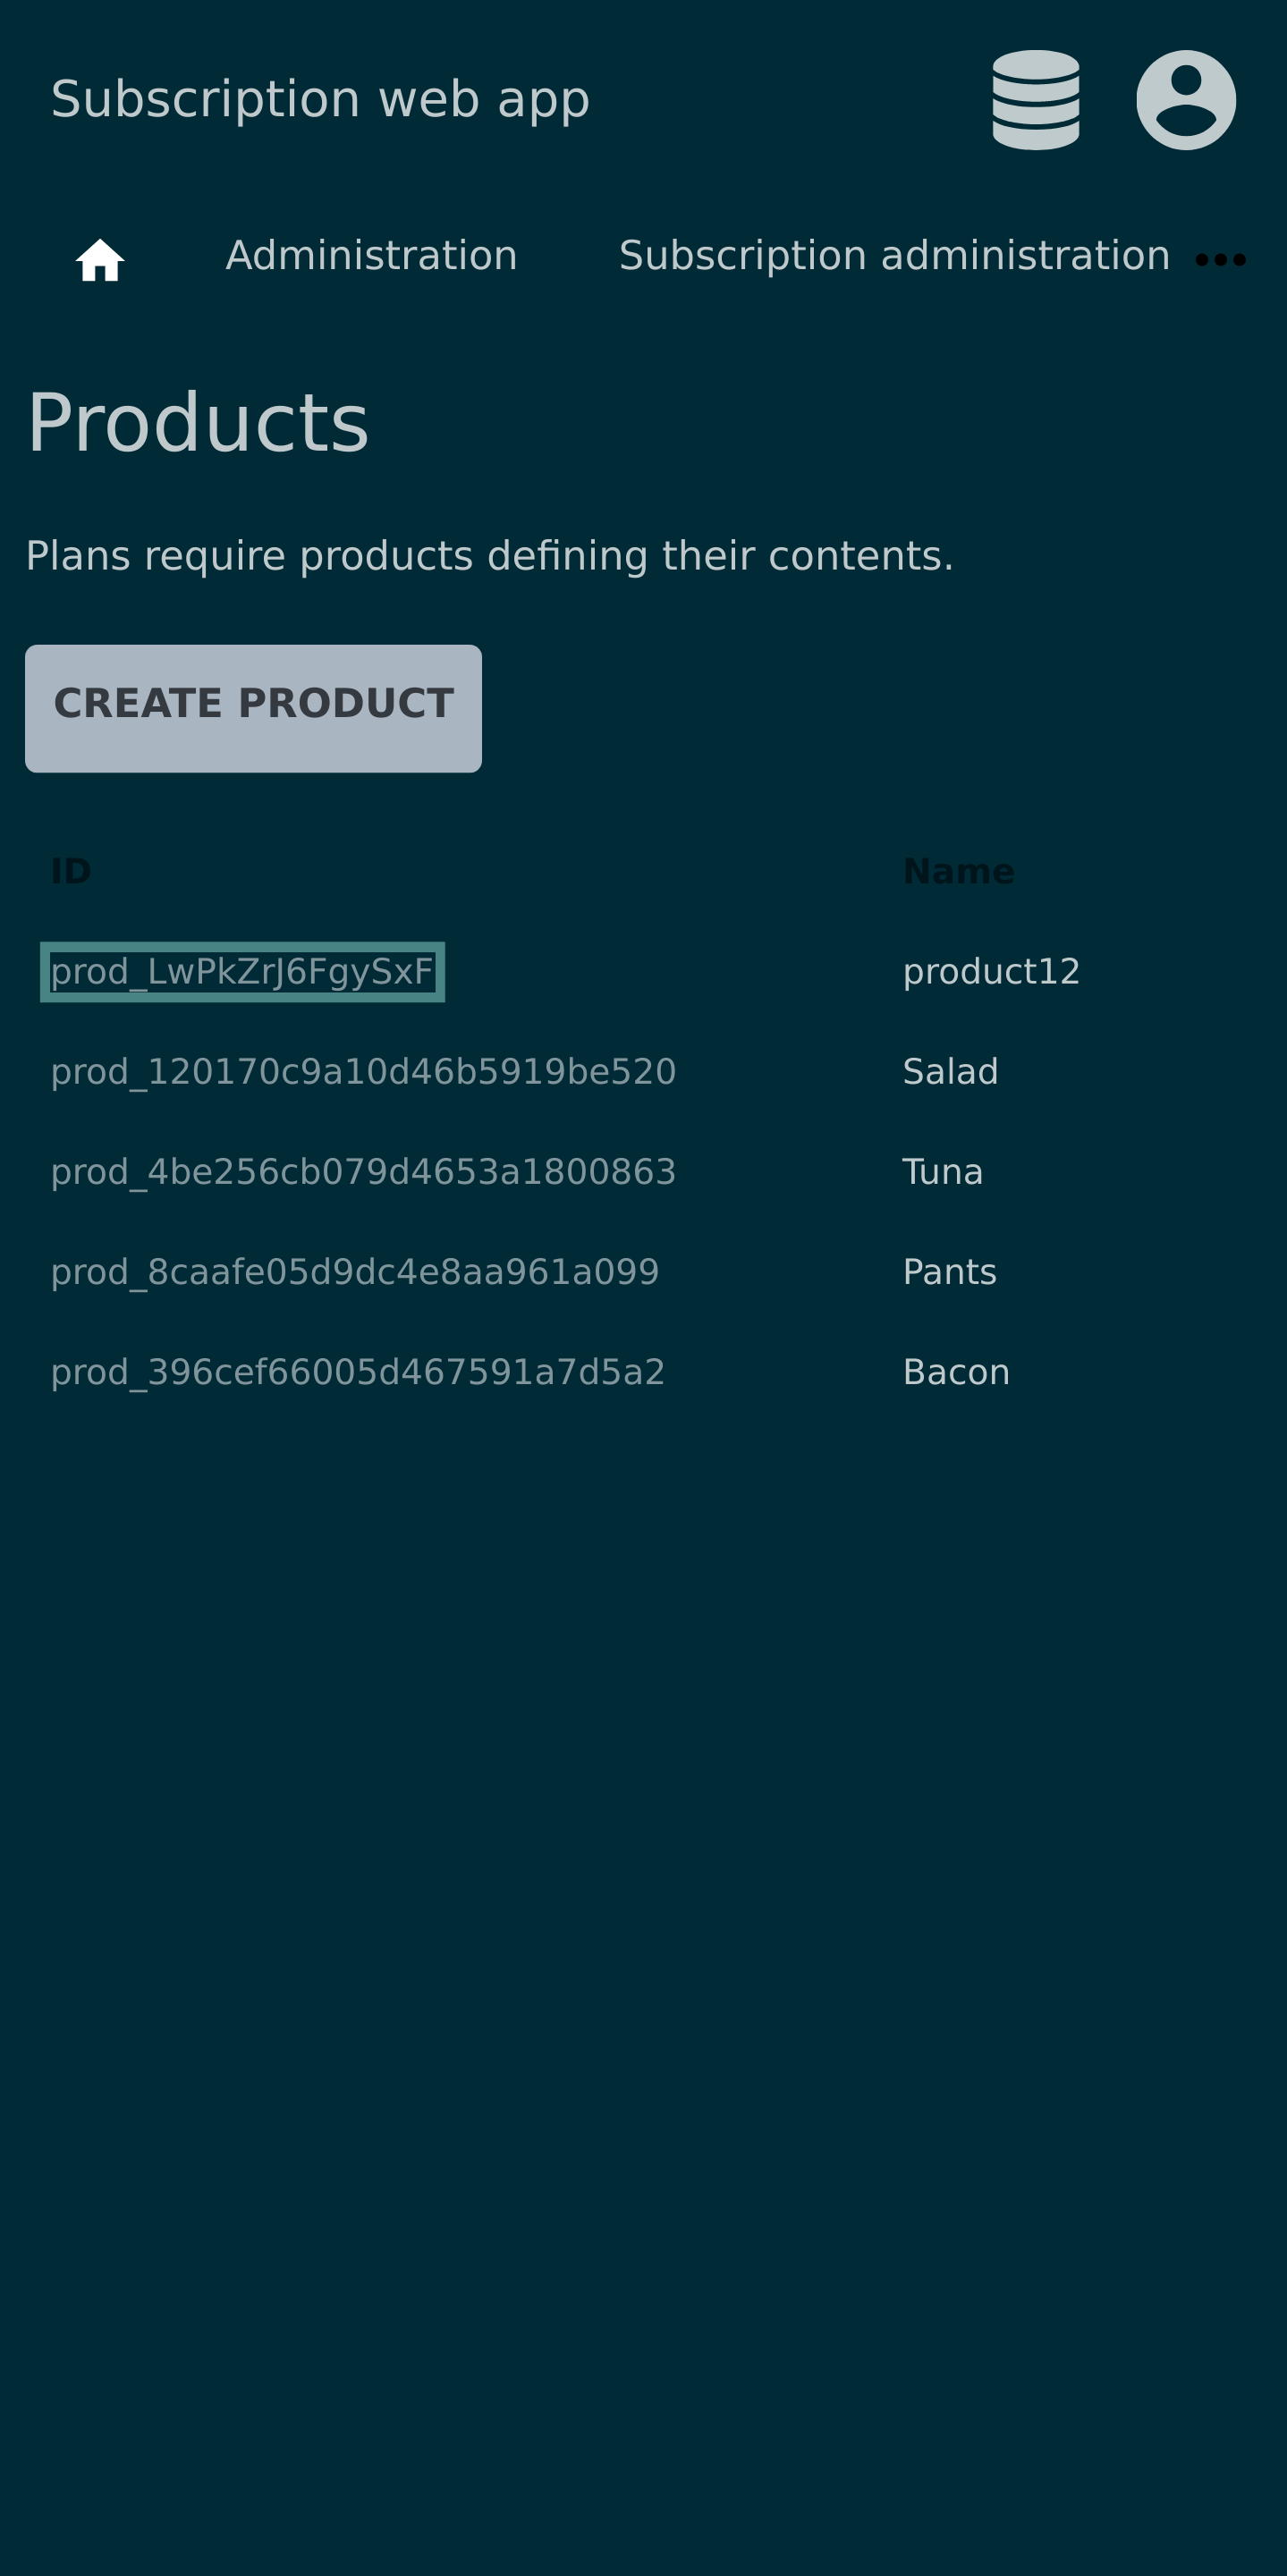 Subscription web app
Administration Subscription administration
Products
Plans require products defining their contents.
CREATE PRODUCT
ID Name
prod_LwPkZrJ6FgySxF product12
prod_120170c9a10d46b5919be520 Salad
prod_4be256cb079d4653a1800863 Tuna
prod_8caafe05d9dc4e8aa961a099 Pants
prod_396cef66005d467591a7d5a2 Bacon